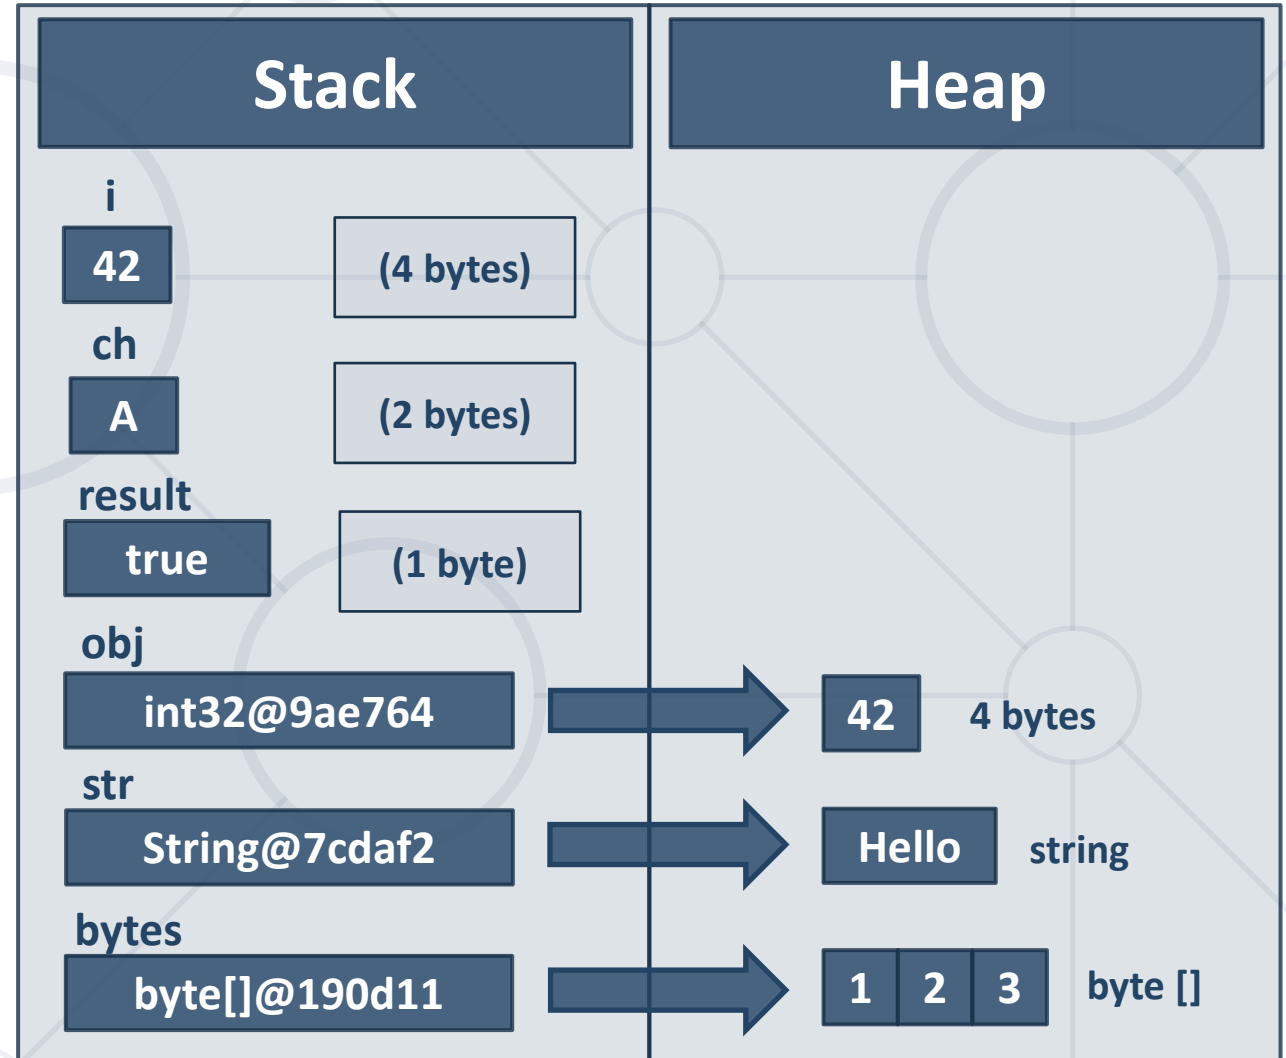 Stack
Heap
i
42
(4 bytes)
ch
A
(2 bytes)
result
true
(1 byte)
obj
int32@9ae764
42
4 bytes
str
String@7cdaf2
Hello
string
bytes
byte[]@190d11
1 2 3
byte []